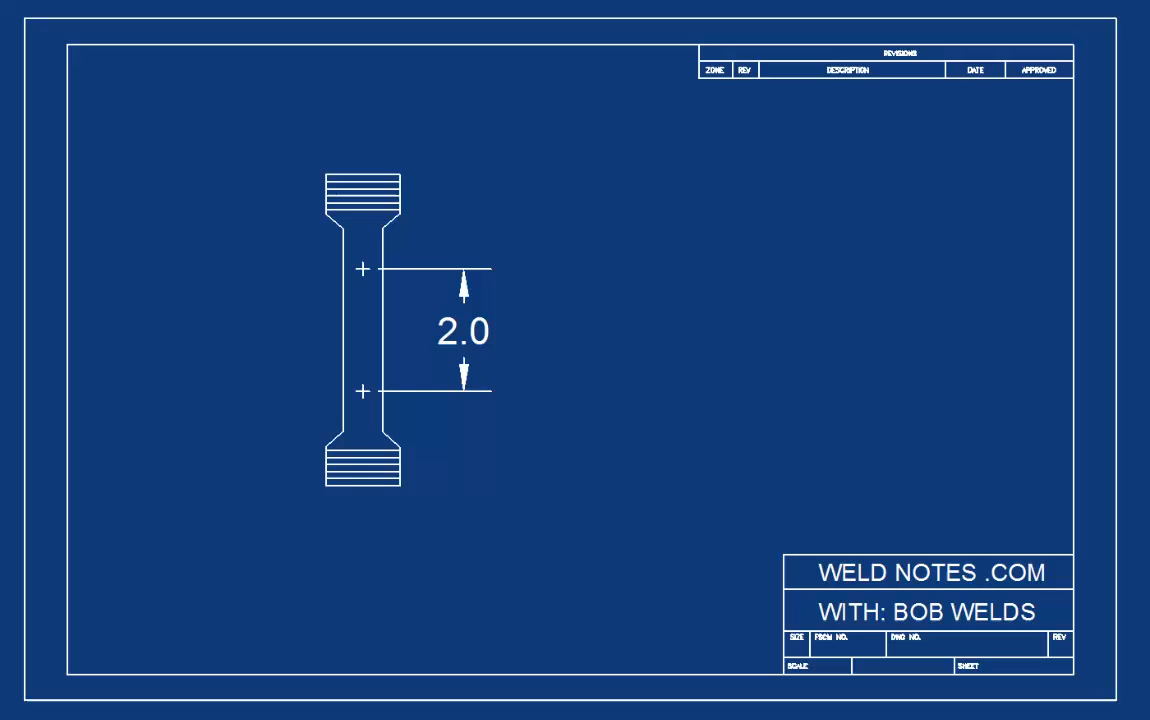 REVISIONS
ZONE REV DESCRIPTION DATE APPROVED
2.0
WELD NOTES .COM
WITH: BOB WELDS
SIZE FSCM NO. DWG NO. REV
SCALE SHEET